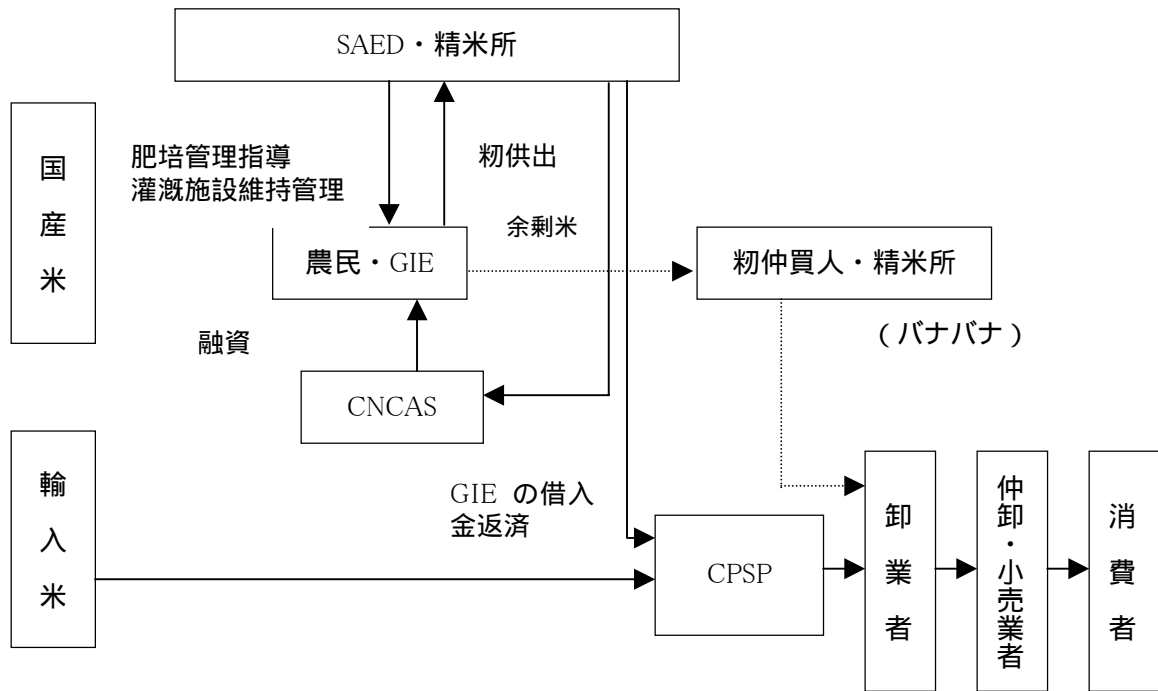 SAED・精米所
国産米
肥培管理指導
灌漑施設維持管理
籾供出
余剰米
農民・GIE
籾仲買人・精米所
(バナバナ)
融資
CNCAS
輸入米
GIE の借入
金返済
CPSP
卸業者
仲卸・小売業者
消費者